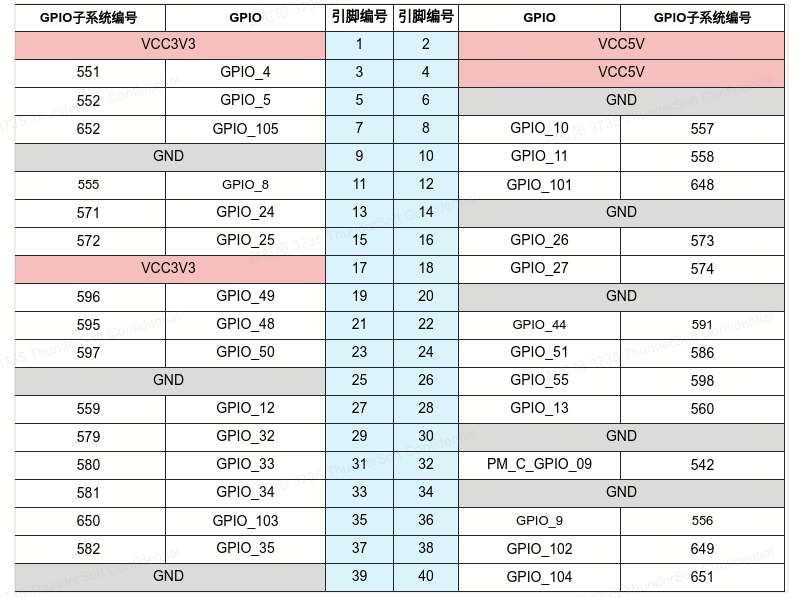 GPIO子系统编号 GPIO 引脚编号 引脚编号 GPIO GPIO子系统编号
VCC3V3 1 2 VCC5V
551 GPIO_4 3 4 VCC5V
552 GPIO_5 5 6 GND
652 GPIO_105 7 8 GPIO_10 557
GND 9 10 GPIO_11 558
555 GPIO_8 11 12 GPIO_101 648
571 GPIO_24 13 14 GND
572 GPIO_25 15 16 GPIO_26 573
VCC3V3 17 18 GPIO_27 574
596 GPIO_49 19 20 GND
595 GPIO_48 21 22 GPIO_44 591
597 GPIO_50 23 24 GPIO_51 586
GND 25 26 GPIO_55 598
559 GPIO_12 27 28 GPIO_13 560
579 GPIO_32 29 30 GND
580 GPIO_33 31 32 PM_C_GPIO_09 542
581 GPIO_34 33 34 GND
650 GPIO_103 35 36 GPIO_9 556
582 GPIO_35 37 38 GPIO_102 649
GND 39 40 GPIO_104 651